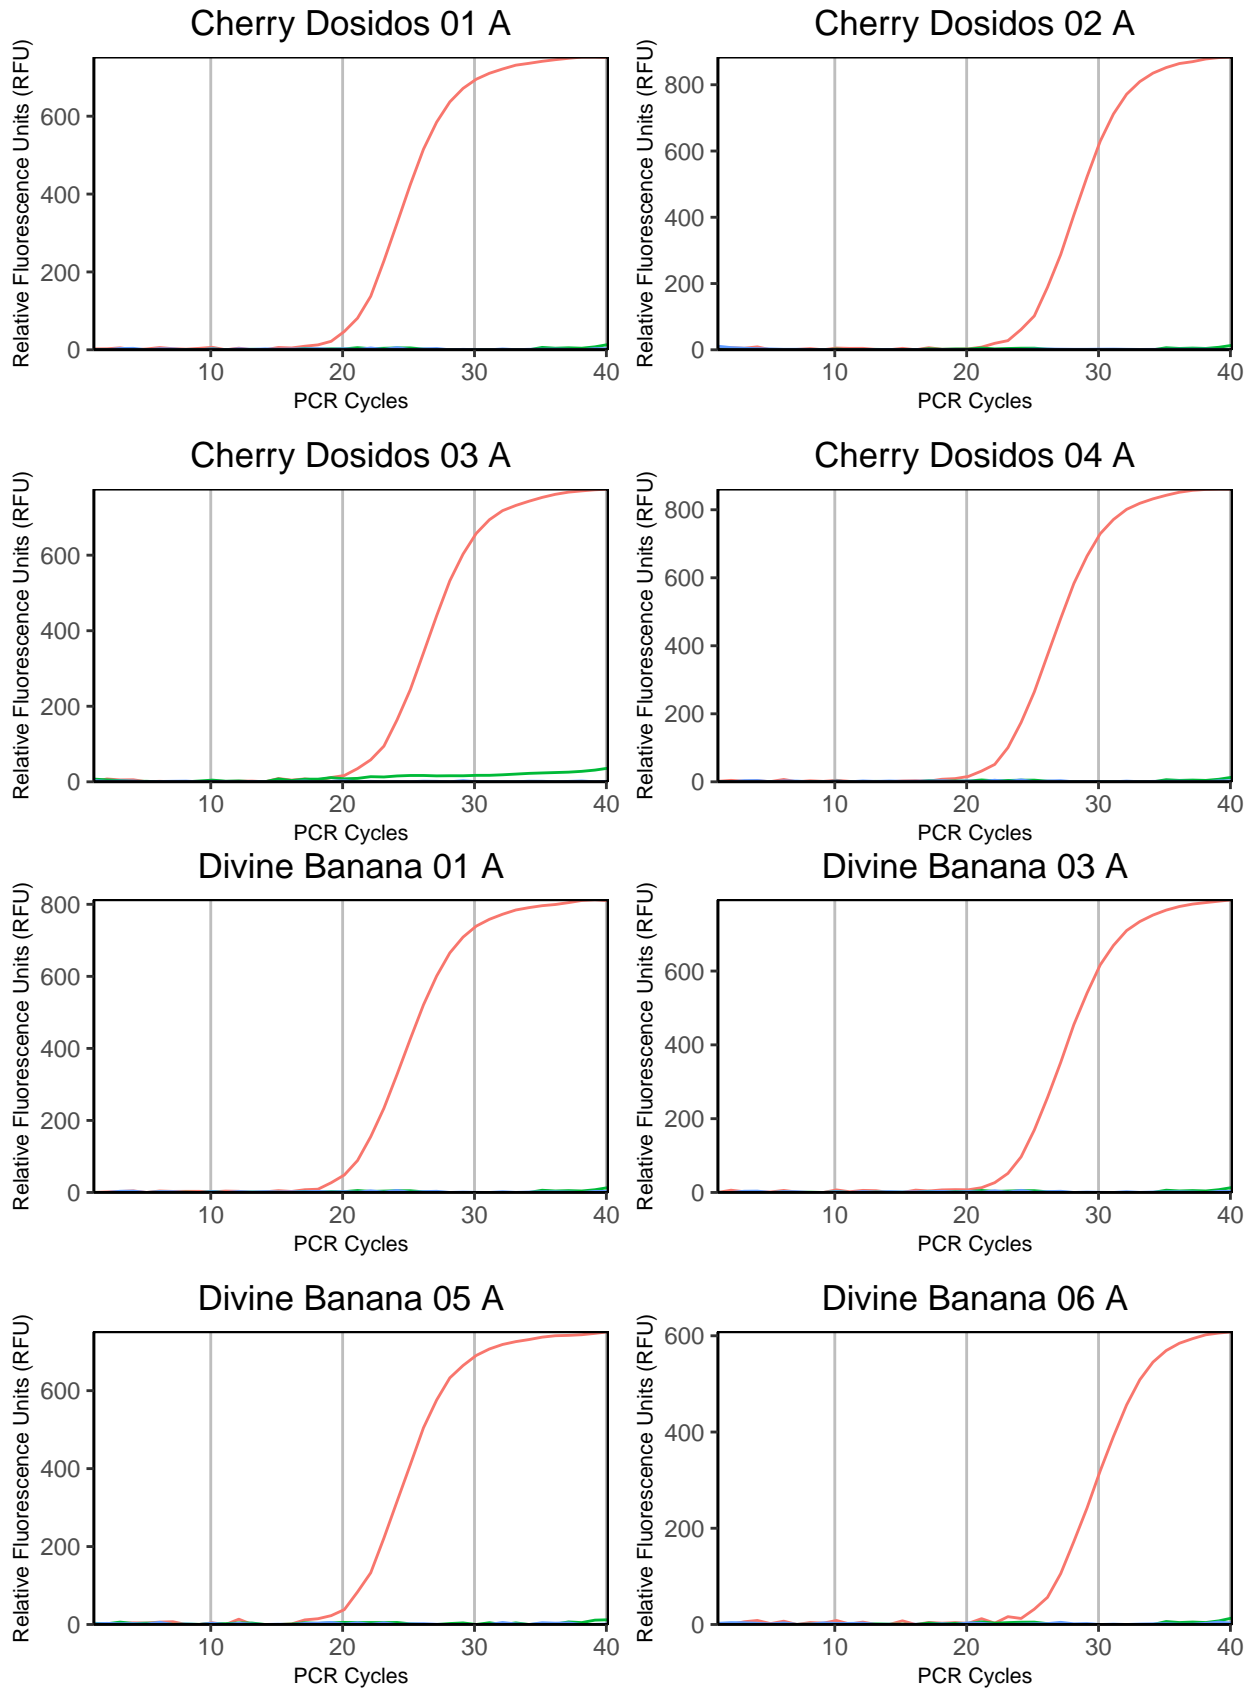 Cherry Dosidos 01 A
Relative Fluorescence Units (RFU)
600
400
200
0
10
20
30
40
PCR Cycles
Cherry Dosidos 02 A
Relative Fluorescence Units (RFU)
800
600
400
200
0
10
20
30
40
PCR Cycles
Cherry Dosidos 03 A
Relative Fluorescence Units (RFU)
600
400
200
0
10
20
30
40
PCR Cycles
Cherry Dosidos 04 A
Relative Fluorescence Units (RFU)
800
600
400
200
0
10
20
30
40
PCR Cycles
Divine Banana 01 A
Relative Fluorescence Units (RFU)
800
600
400
200
0
10
20
30
40
PCR Cycles
Divine Banana 03 A
Relative Fluorescence Units (RFU)
600
400
200
0
10
20
30
40
PCR Cycles
Divine Banana 05 A
Relative Fluorescence Units (RFU)
600
400
200
0
10
20
30
40
PCR Cycles
Divine Banana 06 A
Relative Fluorescence Units (RFU)
600
400
200
0
10
20
30
40
PCR Cycles